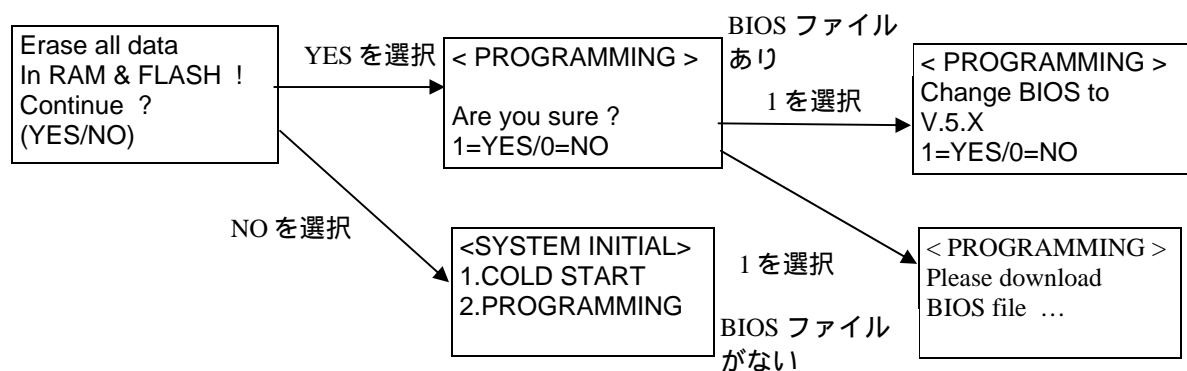 Erase all data
In RAM & FLASH !
Continue ?
(YES/NO)
YES を選択
< PROGRAMMING >
Are you sure ?
1=YES/0=NO
BIOS ファイル
あり
1 を選択
< PROGRAMMING >
Change BIOS to
V.5.X
1=YES/0=NO
NO を選択
<SYSTEM INITIAL>
1.COLD START
2.PROGRAMMING
1 を選択
BIOS ファイル
がない
< PROGRAMMING >
Please download
BIOS file …